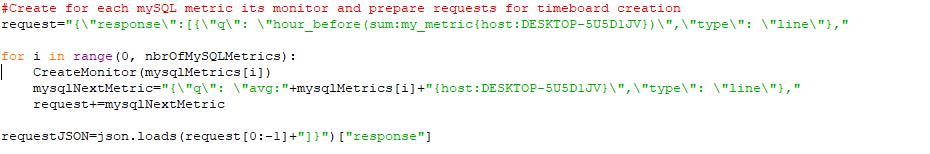 #Create for each mySQL metric its monitor and prepare requests for timeboard creation
request="{\"response\":[{\"q\": \"hour_before(sum:my_metric{host:DESKTOP-5U5D1JV})\",\"type\": \"line\"},"
for i in range(0, nbrOfMySQLMetrics):
    CreateMonitor(mysqlMetrics[i])
    mysqlNextMetric="{\"q\": \"avg:"+mysqlMetrics[i]+"{host:DESKTOP-5U5D1JV}\",\"type\": \"line\"},"
    request+=mysqlNextMetric
requestJSON=json.loads(request[0:-1]+"]}")["response"]